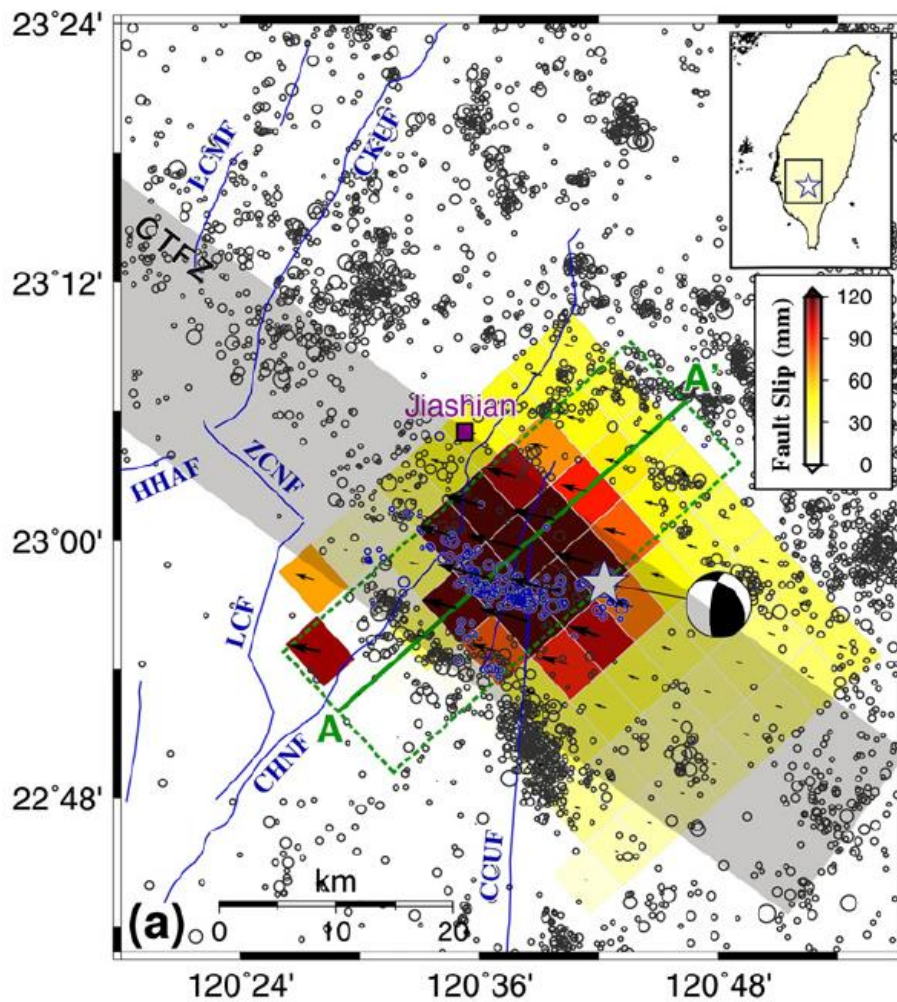 23°24'
23°12'
23°00'
22°48'
120°24'
120°36'
120°48'
LCMF
CKUF
CTFZ
Jiashian
A'
HHAF
ZCNF
LCF
A
CHNF
CCUF
km
0 10 20
(a)
Fault Slip (mm)
120
90
60
30
0